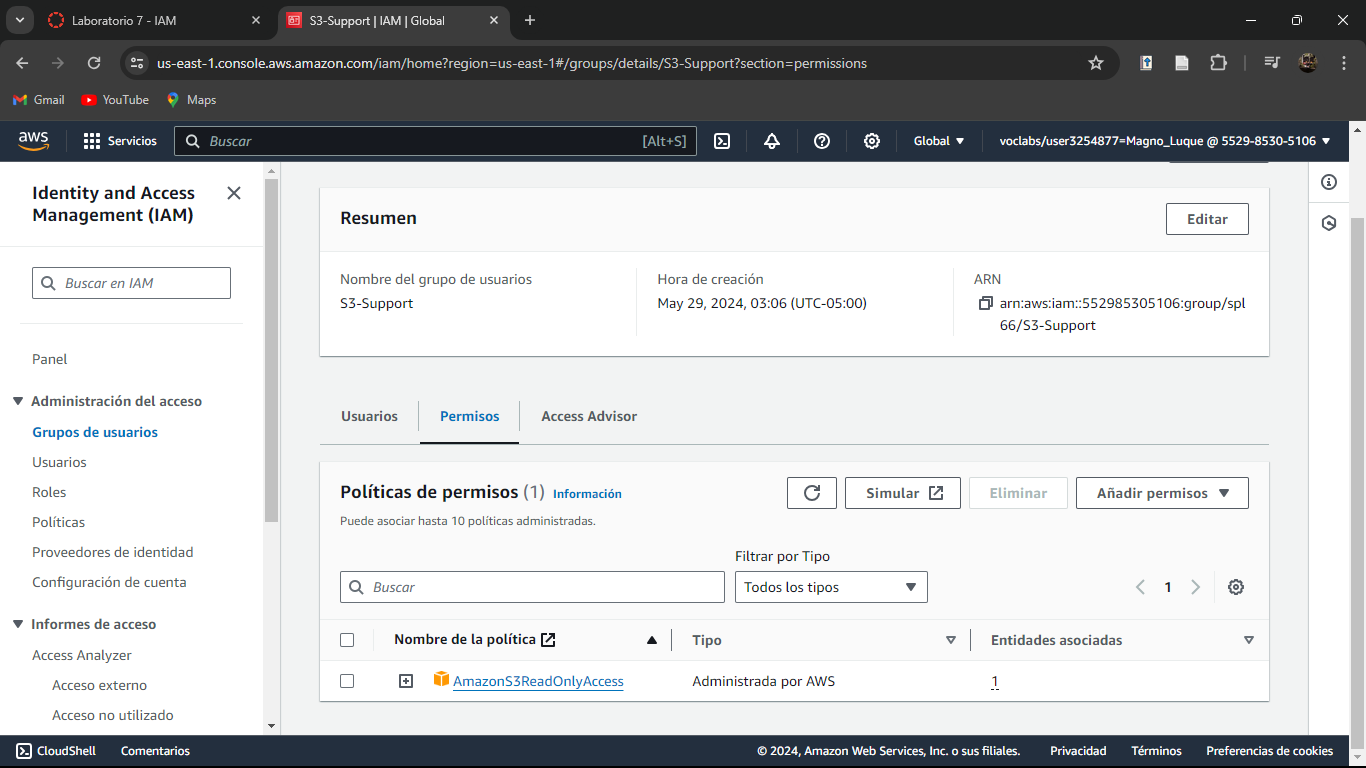 Laboratorio 7 - IAM
S3-Support | IAM | Global
us-east-1.console.aws.amazon.com/iam/home?region=us-east-1#/groups/details/S3-Support?section=permissions
Gmail
YouTube
Maps
aws
Servicios
Buscar
[Alt+S]
Global
voclabs/user3254877=Magno_Luque @ 5529-8530-5106
Identity and Access
Management (IAM)
Buscar en IAM
Panel
Administración del acceso
Grupos de usuarios
Usuarios
Roles
Políticas
Proveedores de identidad
Configuración de cuenta
Informes de acceso
Access Analyzer
Acceso externo
Acceso no utilizado
Resumen
Editar
Nombre del grupo de usuarios
S3-Support
Hora de creación
May 29, 2024, 03:06 (UTC-05:00)
ARN
arn:aws:iam::552985305106:group/spl
66/S3-Support
Usuarios
Permisos
Access Advisor
Políticas de permisos (1) Información
Puede asociar hasta 10 políticas administradas.
Simular
Eliminar
Añadir permisos
Filtrar por Tipo
Buscar
Todos los tipos
1
Nombre de la política
Tipo
Entidades asociadas
AmazonS3ReadOnlyAccess
Administrada por AWS
1
CloudShell
Comentarios
© 2024, Amazon Web Services, Inc. o sus filiales.
Privacidad
Términos
Preferencias de cookies